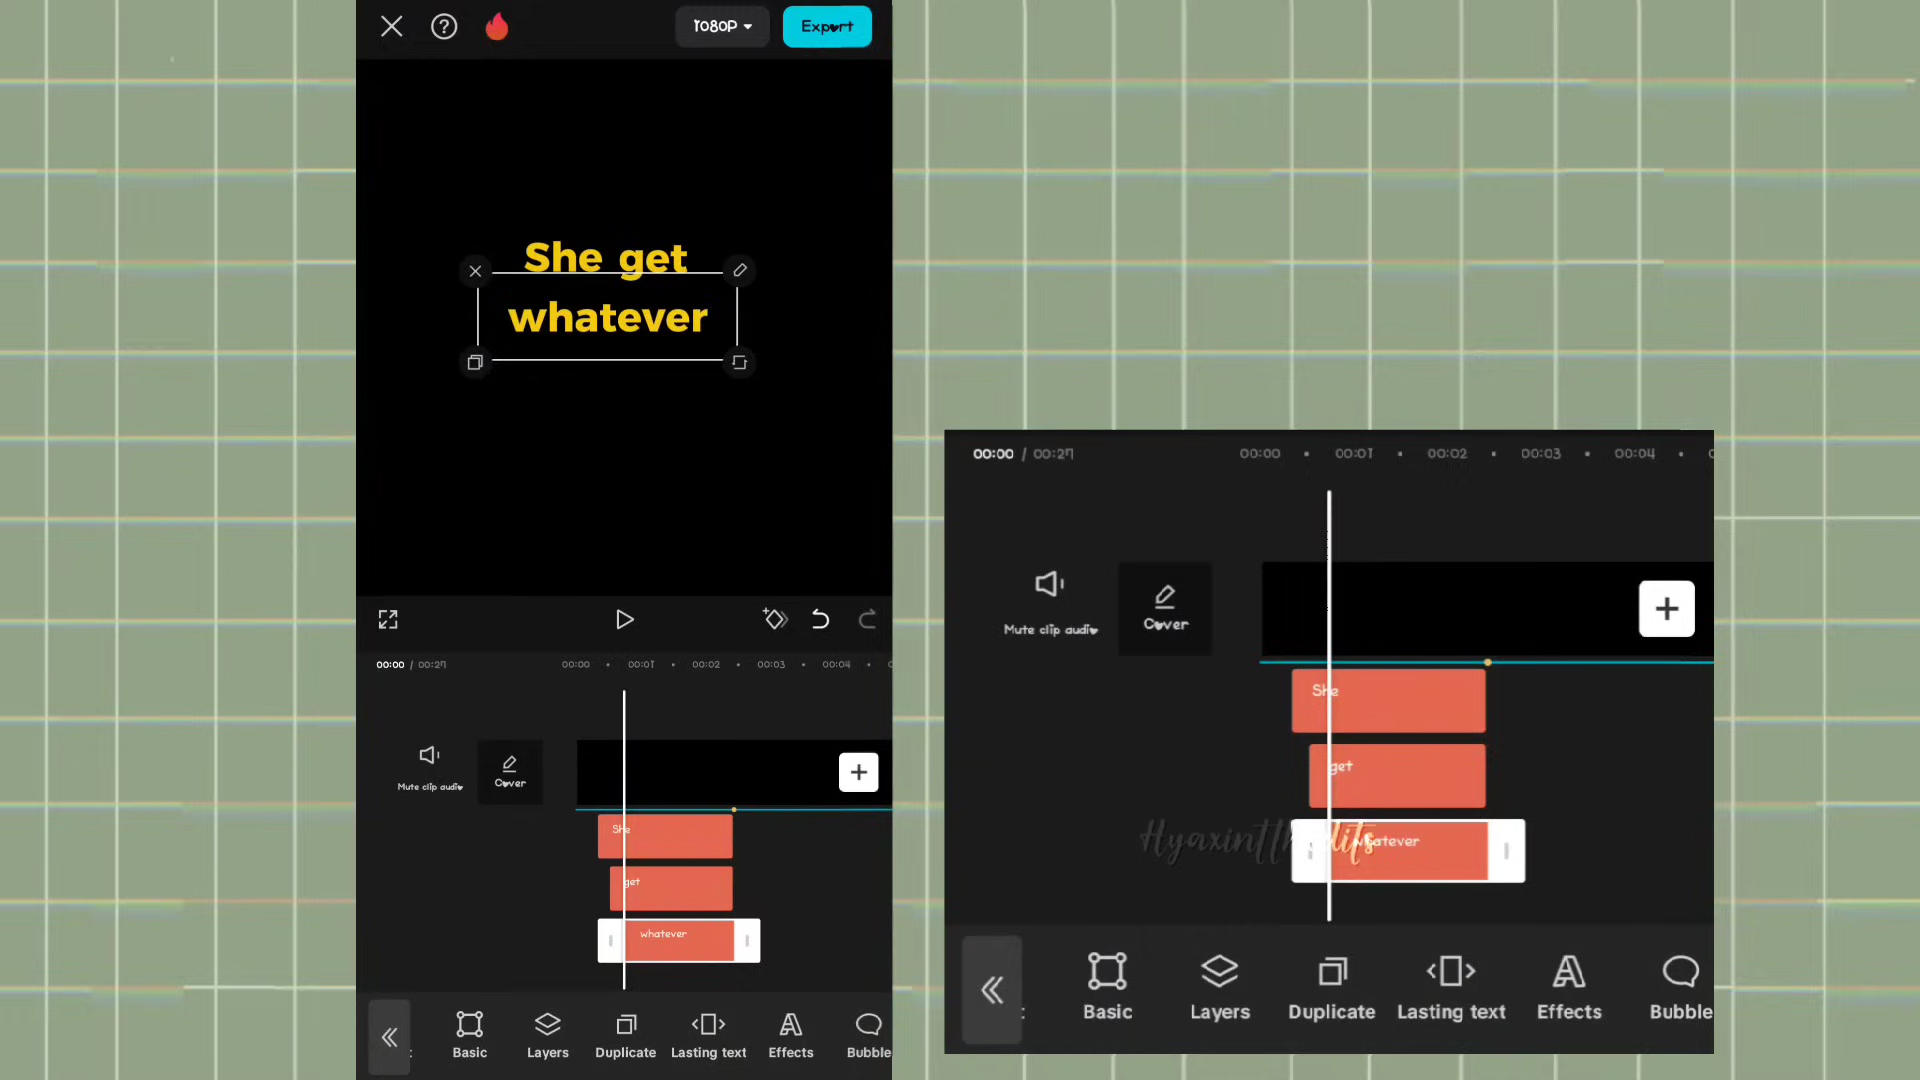 1080P
Export
She get
whatever
00:00 / 00:27
00:00 00:01 00:02 00:03 00:04
Mute clip audio
Cover
She
get
whatever
Basic
Layers
Duplicate
Lasting text
Effects
Bubble
00:00 / 00:27
00:00 00:01 00:02 00:03 00:04
Mute clip audio
Cover
She
get
whatever
Basic
Layers
Duplicate
Lasting text
Effects
Bubble